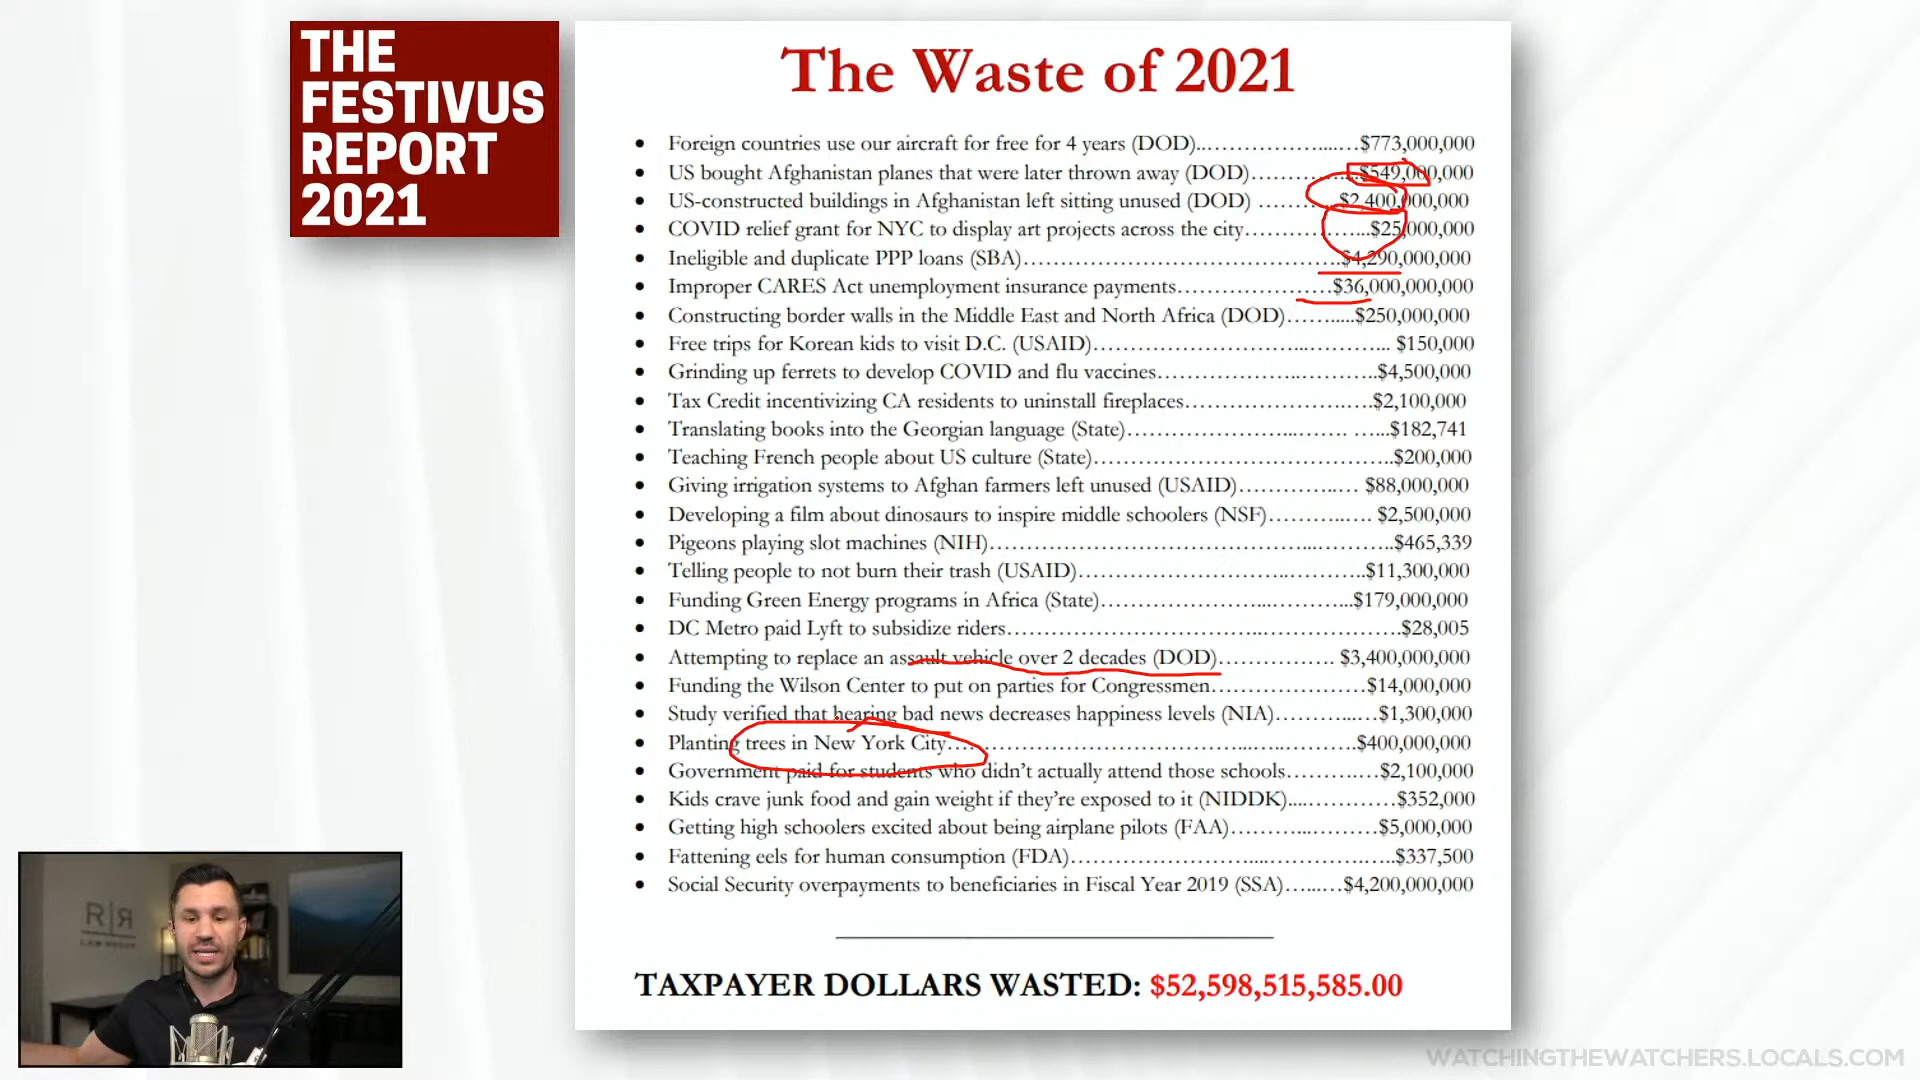 THE
FESTIVUS
REPORT
2021
The Waste of 2021
• Foreign countries use our aircraft for free for 4 years (DOD)..……………....…$773,000,000
• US bought Afghanistan planes that were later thrown away (DOD)……….…..$549,000,000
• US-constructed buildings in Afghanistan left sitting unused (DOD) ………$2,400,000,000
• COVID relief grant for NYC to display art projects across the city…………….…...$25,000,000
• Ineligible and duplicate PPP loans (SBA)…………………………………….$4,290,000,000
• Improper CARES Act unemployment insurance payments…………………$36,000,000,000
• Constructing border walls in the Middle East and North Africa (DOD)…….....$250,000,000
• Free trips for Korean kids to visit D.C. (USAID)………………………...……….. $150,000
• Grinding up ferrets to develop COVID and flu vaccines………………..……….$4,500,000
• Tax Credit incentivizing CA residents to uninstall fireplaces………………….….$2,100,000
• Translating books into the Georgian language (State)…………………...……. …...$182,741
• Teaching French people about US culture (State)………………………………….$200,000
• Giving irrigation systems to Afghan farmers left unused (USAID)…………..… $88,000,000
• Developing a film about dinosaurs to inspire middle schoolers (NSF)………..…. $2,500,000
• Pigeons playing slot machines (NIH)…………………………………...………..$465,339
• Telling people to not burn their trash (USAID)………………………..………..$11,300,000
• Funding Green Energy programs in Africa (State)…………………...………...$179,000,000
• DC Metro paid Lyft to subsidize riders……………………………...……………….$28,005
• Attempting to replace an assault vehicle over 2 decades (DOD)……………. $3,400,000,000
• Funding the Wilson Center to put on parties for Congressmen…………………$14,000,000
• Study verified that hearing bad news decreases happiness levels (NIA)………...…$1,300,000
• Planting trees in New York City……………………………………...……….$400,000,000
• Government paid for students who didn’t actually attend those schools……….…$2,100,000
• Kids crave junk food and gain weight if they’re exposed to it (NIDDK)....…………$352,000
• Getting high schoolers excited about being airplane pilots (FAA)………...………$5,000,000
• Fattening eels for human consumption (FDA)……………………....……….…..$337,500
• Social Security overpayments to beneficiaries in Fiscal Year 2019 (SSA)…...…$4,200,000,000
TAXPAYER DOLLARS WASTED: $52,598,515,585.00
R|R
LAW GROUP
WATCHINGTHEWATCHERS.LOCALS.COM